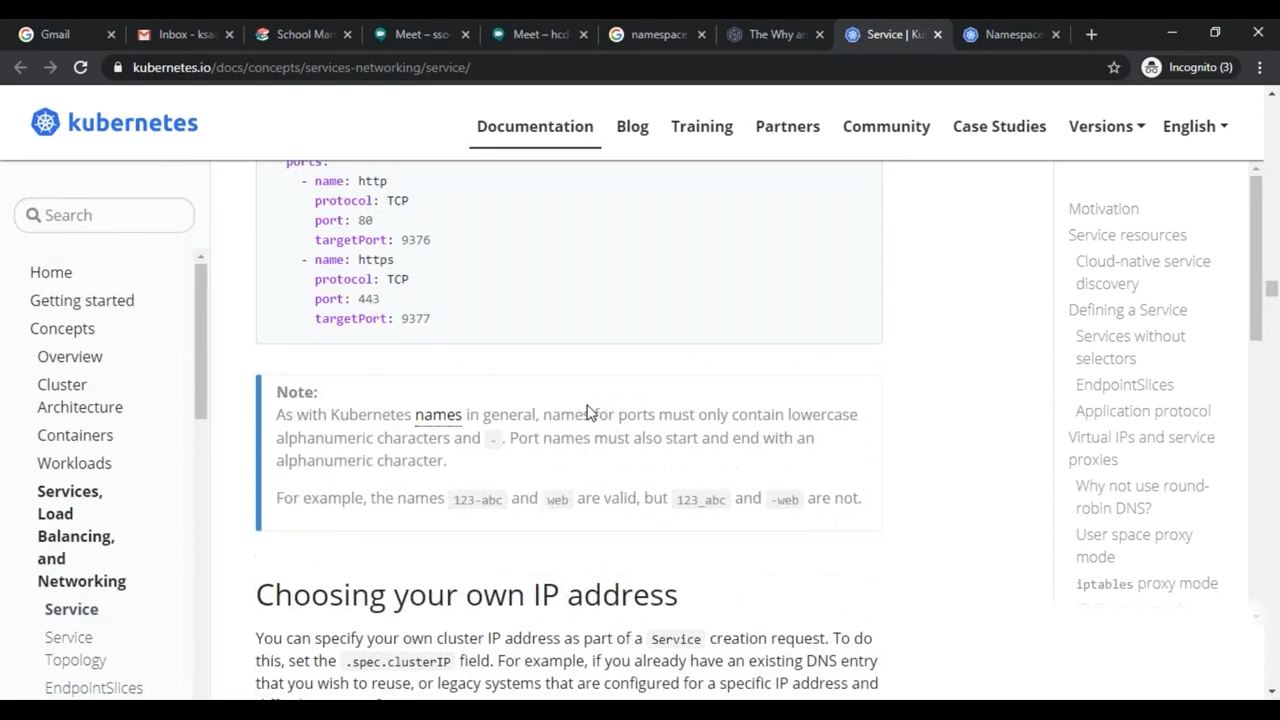 Gmail
Inbox - ksa
School Mar
Meet – sso
Meet – hcd
namespace
The Why an
Service | Ku
Namespace
kubernetes.io/docs/concepts/services-networking/service/
Incognito (3)
kubernetes
Documentation
Blog
Training
Partners
Community
Case Studies
Versions
English
Search
Home
Getting started
Concepts
Overview
Cluster
Architecture
Containers
Workloads
Services,
Load
Balancing,
and
Networking
Service
Service
Topology
EndpointSlices
ports:
- name: http
protocol: TCP
port: 80
targetPort: 9376
- name: https
protocol: TCP
port: 443
targetPort: 9377
Note:
As with Kubernetes names in general, names for ports must only contain lowercase
alphanumeric characters and - . Port names must also start and end with an
alphanumeric character.
For example, the names 123-abc and web are valid, but 123_abc and -web are not.
Choosing your own IP address
You can specify your own cluster IP address as part of a Service creation request. To do
this, set the .spec.clusterIP field. For example, if you already have an existing DNS entry
that you wish to reuse, or legacy systems that are configured for a specific IP address and
Motivation
Service resources
Cloud-native service
discovery
Defining a Service
Services without
selectors
EndpointSlices
Application protocol
Virtual IPs and service
proxies
Why not use round-
robin DNS?
User space proxy
mode
iptables proxy mode